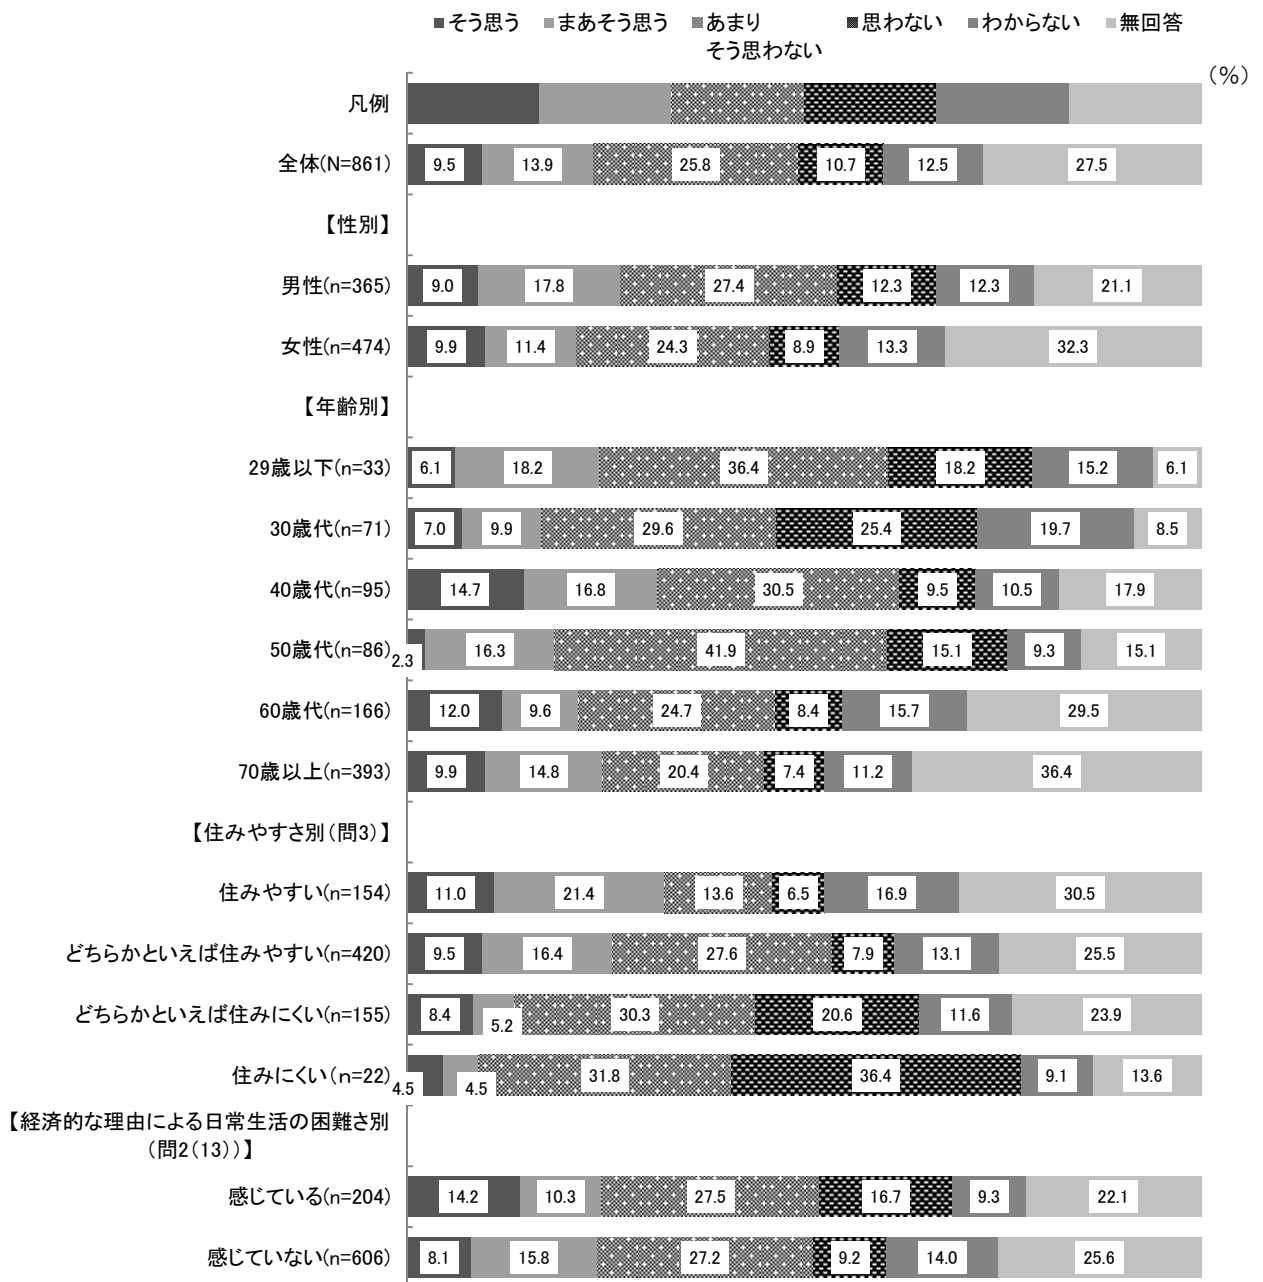 そう思う まあそう思う あまり 思わない わからない 無回答
そう思わない
（％）
凡例
全体(N=861) 9.5 13.9 25.8 10.7 12.5 27.5
【性別】
男性(n=365) 9.0 17.8 27.4 12.3 12.3 21.1
女性(n=474) 9.9 11.4 24.3 8.9 13.3 32.3
【年齢別】
29歳以下(n=33) 6.1 18.2 36.4 18.2 15.2 6.1
30歳代(n=71) 7.0 9.9 29.6 25.4 19.7 8.5
40歳代(n=95) 14.7 16.8 30.5 9.5 10.5 17.9
50歳代(n=86) 2.3 16.3 41.9 15.1 9.3 15.1
60歳代(n=166) 12.0 9.6 24.7 8.4 15.7 29.5
70歳以上(n=393) 9.9 14.8 20.4 7.4 11.2 36.4
【住みやすさ別（問3）】
住みやすい(n=154) 11.0 21.4 13.6 6.5 16.9 30.5
どちらかといえば住みやすい(n=420) 9.5 16.4 27.6 7.9 13.1 25.5
どちらかといえば住みにくい(n=155) 8.4 5.2 30.3 20.6 11.6 23.9
住みにくい（n=22） 4.5 4.5 31.8 36.4 9.1 13.6
【経済的な理由による日常生活の困難さ別
（問2（13））】
感じている(n=204) 14.2 10.3 27.5 16.7 9.3 22.1
感じていない(n=606) 8.1 15.8 27.2 9.2 14.0 25.6